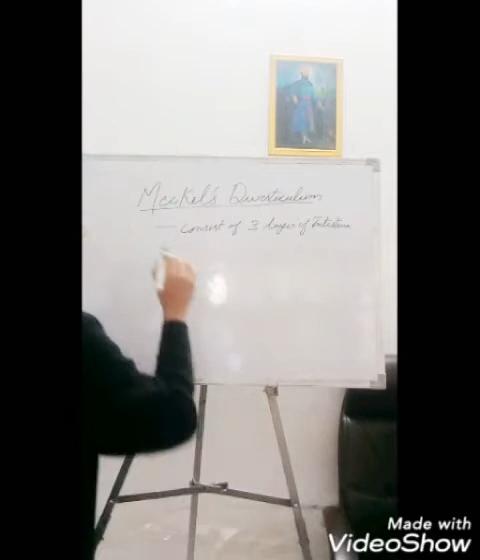 Meckel's Diverticulum
— consist of 3 layer of Intestine
Made with
VideoShow